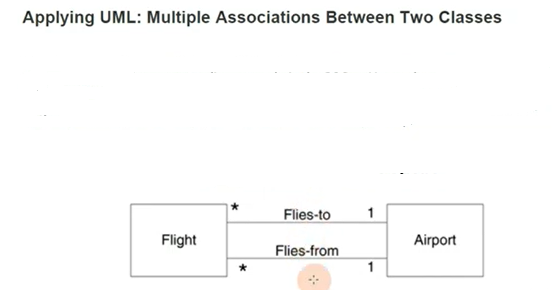 Applying UML: Multiple Associations Between Two Classes
* Flies-to 1
Flight Airport
Flies-from
* 1